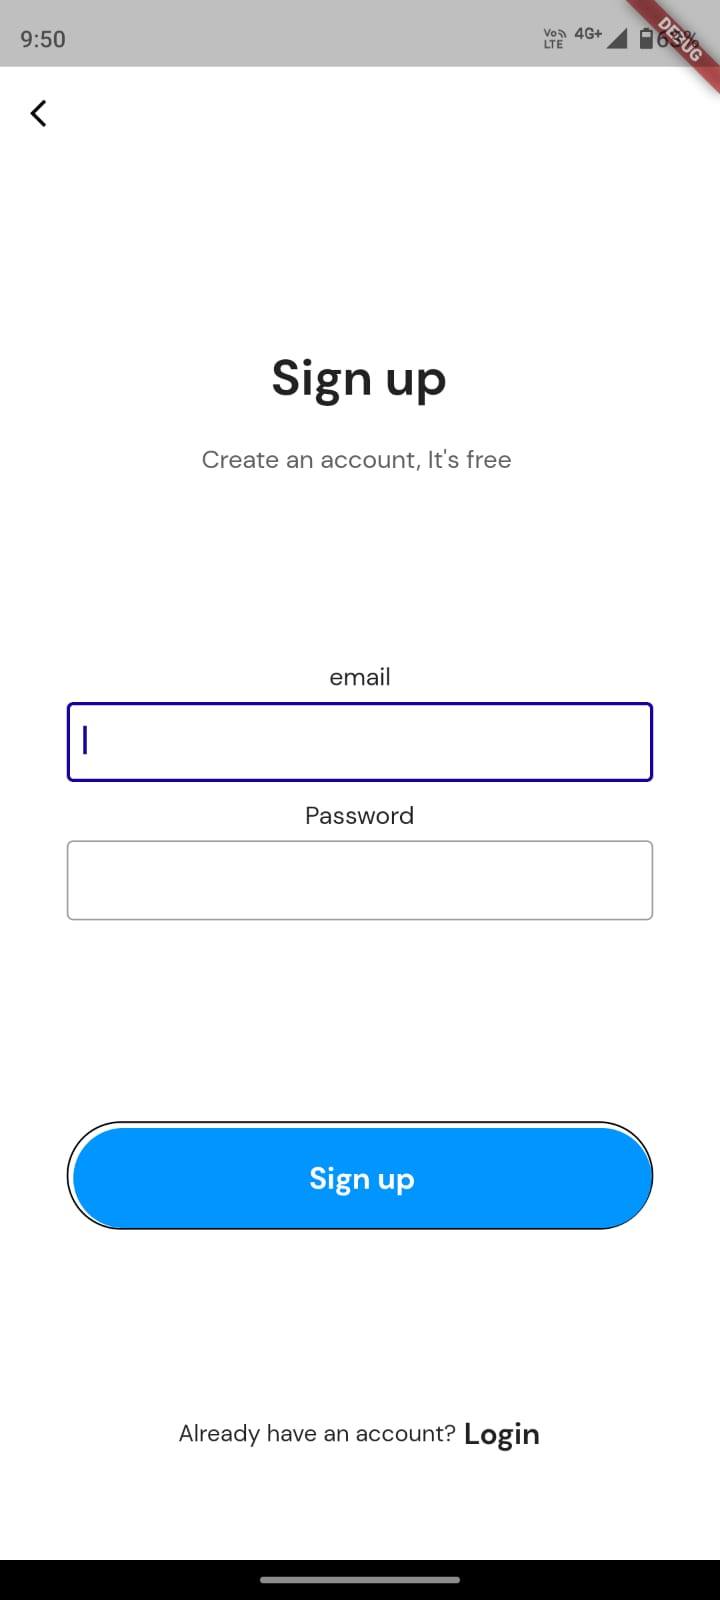 9:50
Vo LTE 4G+ 63%
DEBUG
Sign up
Create an account, It's free
email
Password
Sign up
Already have an account? Login